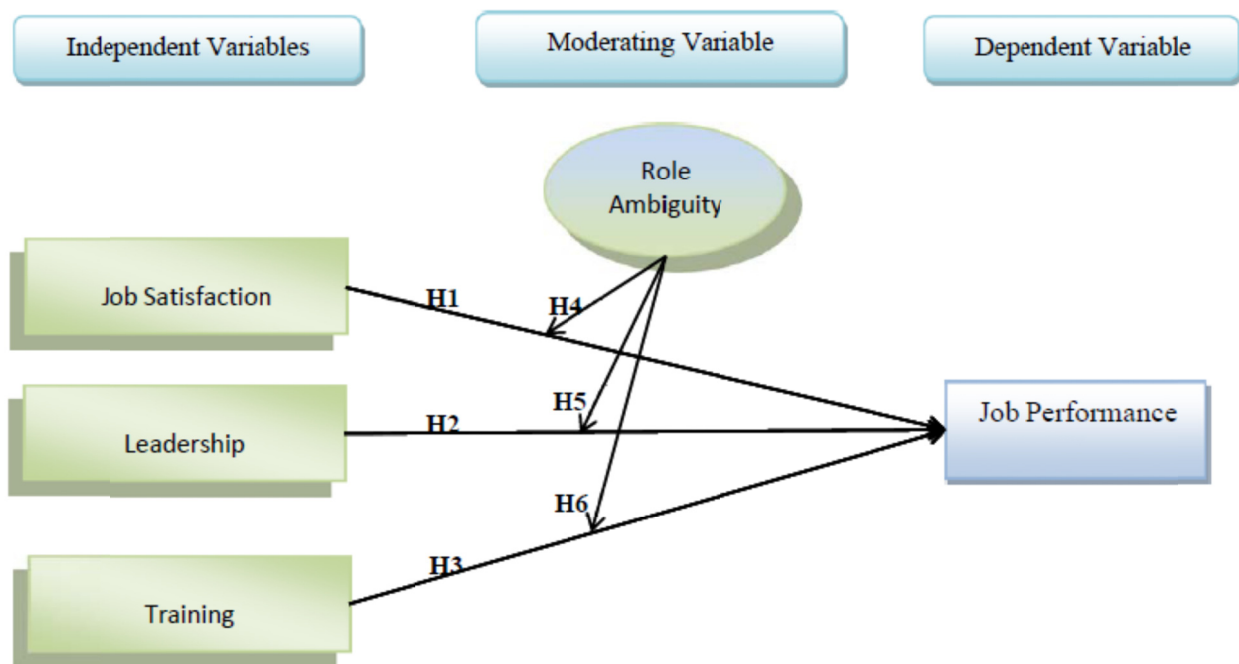 Independent Variables
Moderating Variable
Dependent Variable
Role
Ambiguity
Job Satisfaction
H1
H4
Leadership
H2
H5
Job Performance
H6
H3
Training